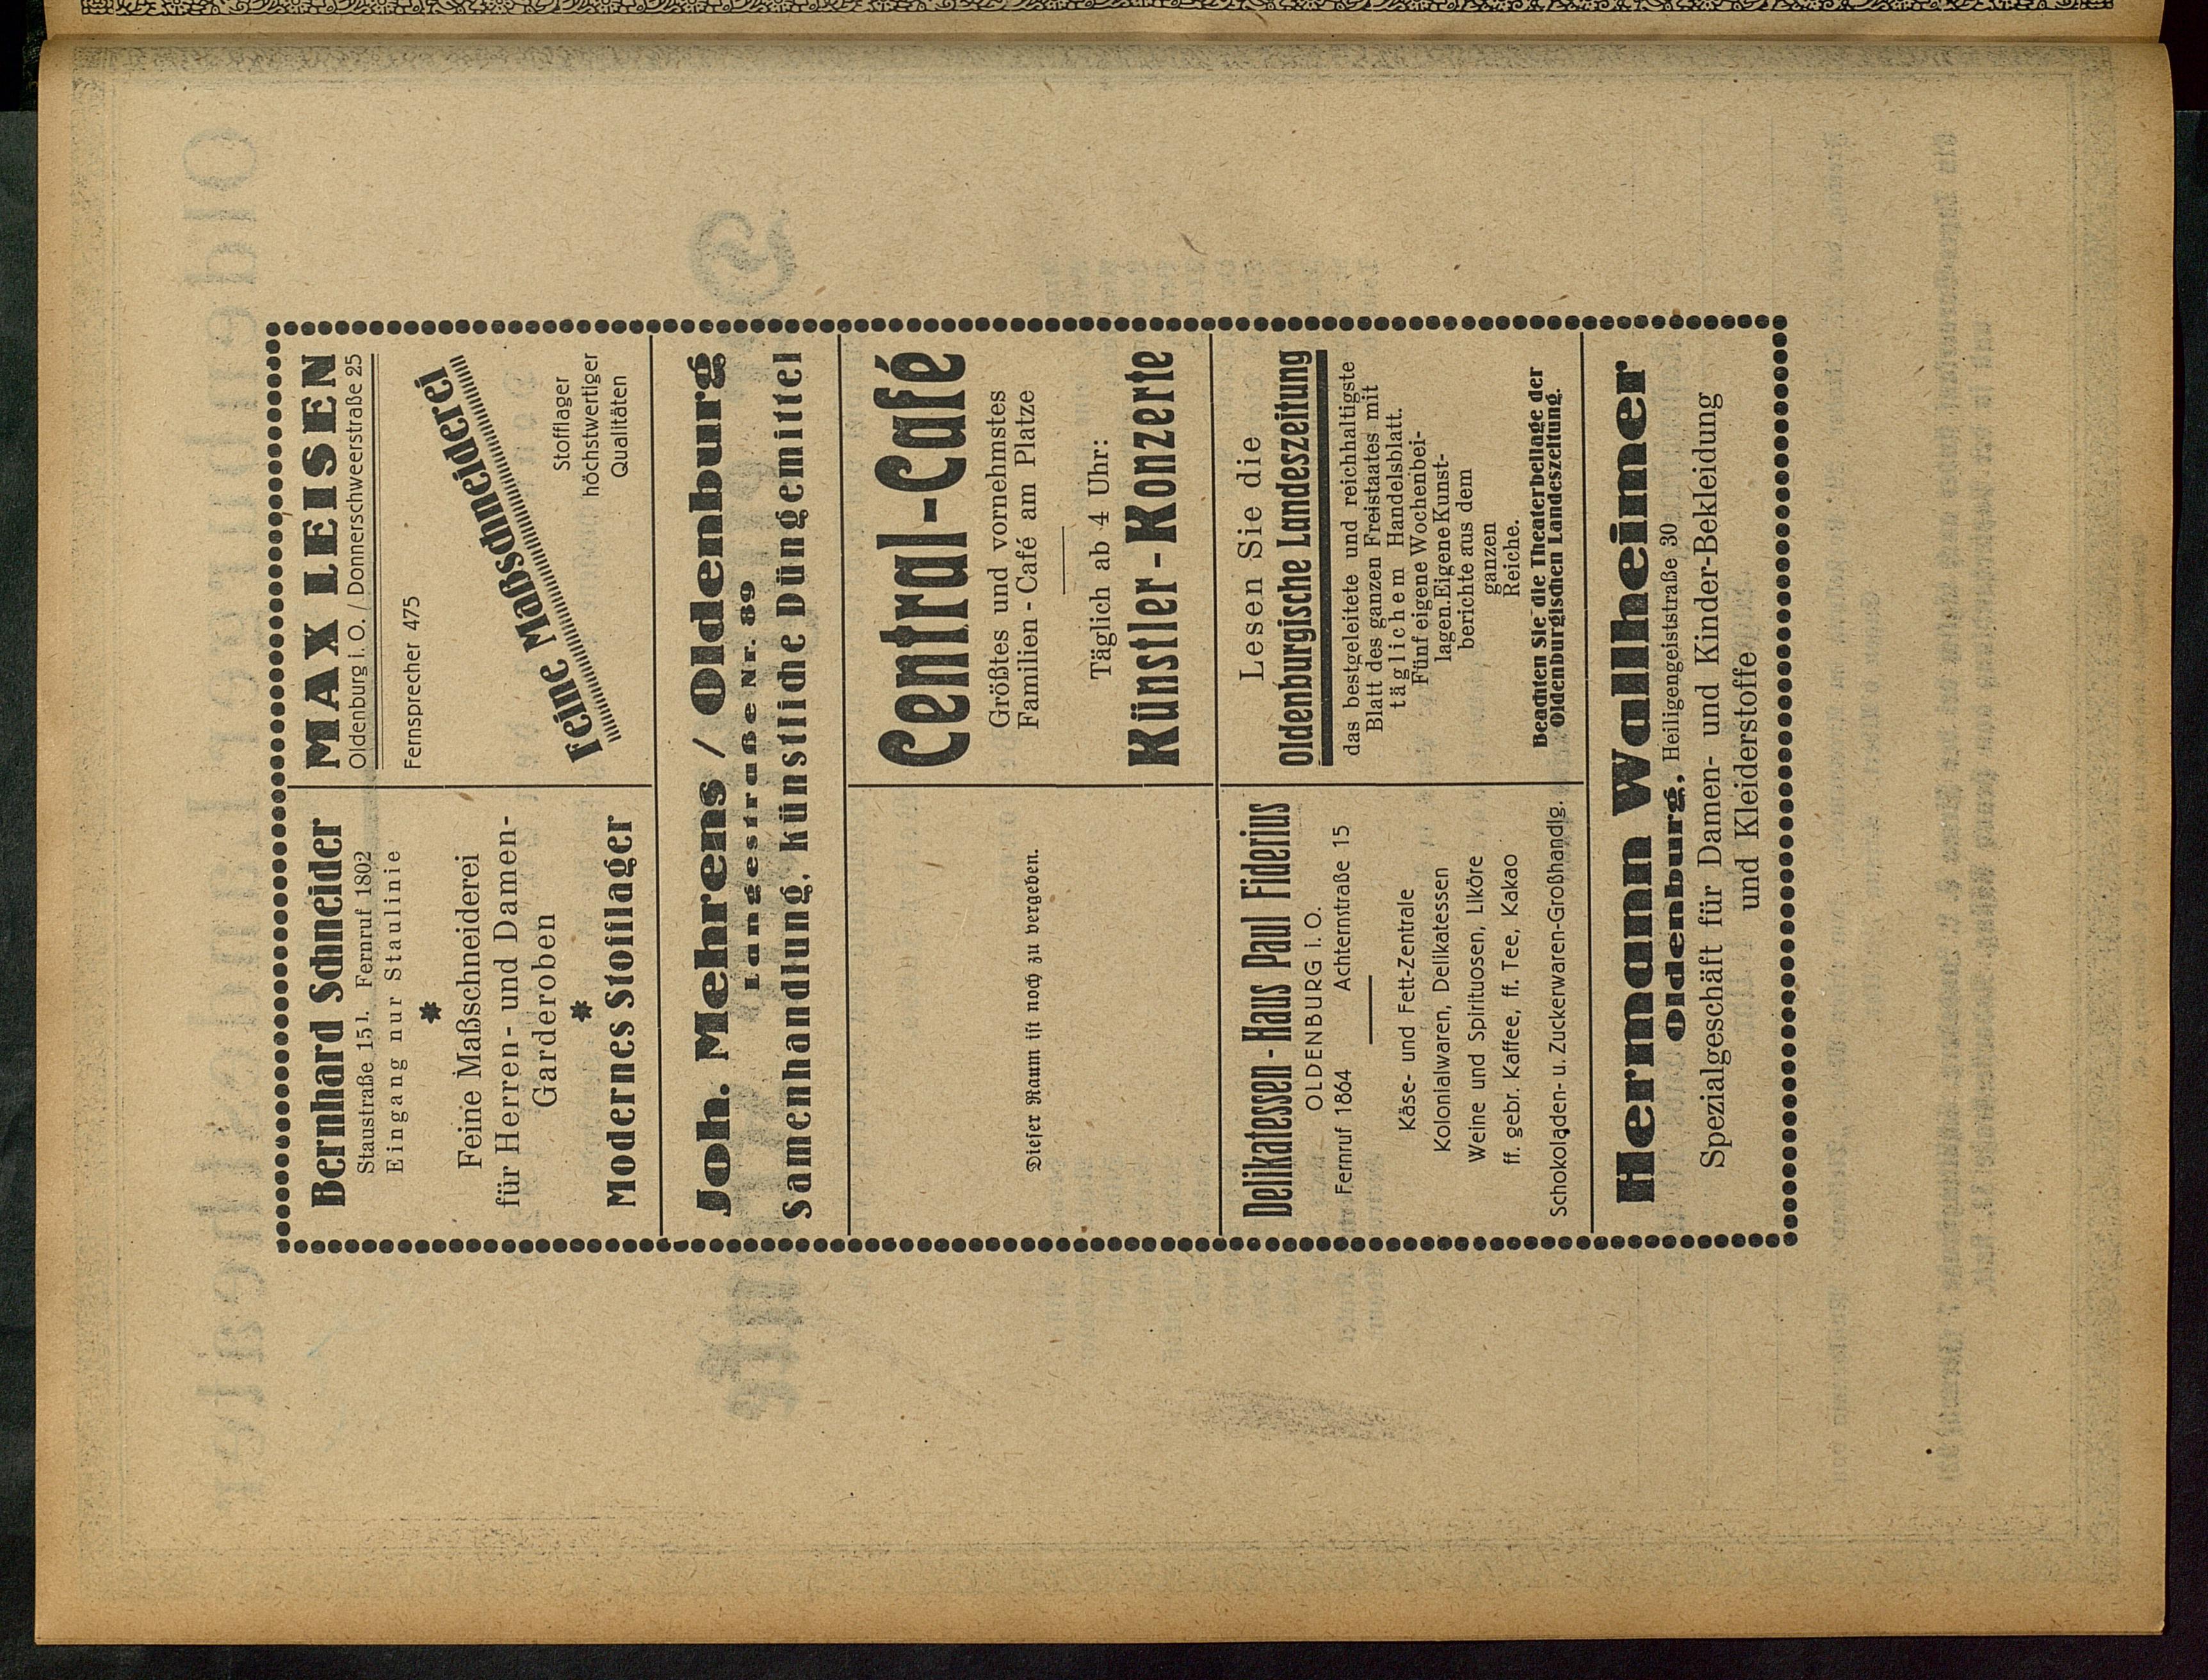 Bernhard Schneider
Staustraße 15 I. Fernruf 1802
Eingang nur Staulinie
*
Feine Maßschneiderei
für Herren- und Damen-
Garderoben
*
Modernes Stofflager
MAX LEISEN
Oldenburg i. O. / Donnerschweerstraße 25
Fernsprecher 475
Feine Maßschneiderei
Stofflager
höchstwertiger
Qualitäten
Joh. Mehrens / Oldenburg
Langestraße Nr. 89
Samenhandlung, künstliche Düngemittel
Dieser Raum ist noch zu vergeben.
Central-Café
Größtes und vornehmstes
Familien-Café am Platze
Täglich ab 4 Uhr:
Künstler-Konzerte
Delikatessen-Haus Paul Fiderius
OLDENBURG i. O.
Fernruf 1864 Achternstraße 15
Käse- und Fett-Zentrale
Kolonialwaren, Delikatessen
Weine und Spirituosen, Liköre
ff. gebr. Kaffee, ff. Tee, Kakao
Schokoladen- u. Zuckerwaren-Großhandlg.
Lesen Sie die
Oldenburgische Landeszeitung
das bestgeleitete und reichhaltigste
Blatt des ganzen Freistaates mit
täglichem Handelsblatt.
Fünf eigene Wochenbei-
lagen. Eigene Kunst-
berichte aus dem
ganzen
Reiche.
Beachten Sie die Theaterbeilage der
Oldenburgischen Landeszeitung.
Hermann Wallheimer
Oldenburg, Heiligengeiststraße 30
Spezialgeschäft für Damen- und Kinder-Bekleidung
und Kleiderstoffe